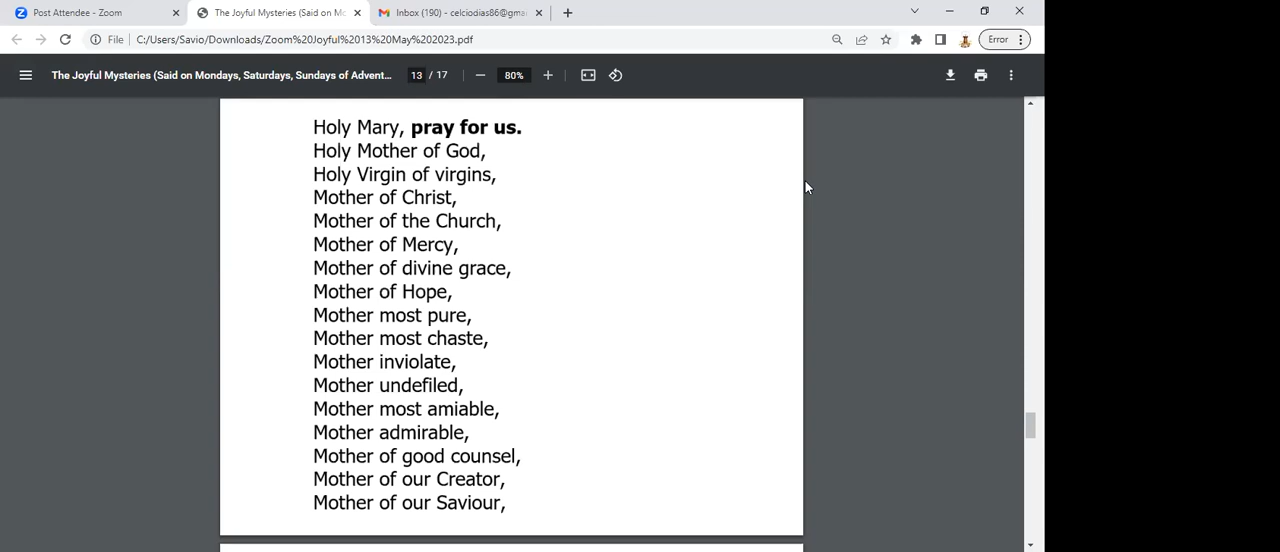 Post Attendee - Zoom
The Joyful Mysteries (Said on Mo
Inbox (190) - celciodias86@gma
File
C:/Users/Savio/Downloads/Zoom%20Joyful%2013%20May%202023.pdf
Error
The Joyful Mysteries (Said on Mondays, Saturdays, Sundays of Advent...
13 / 17
80%
Holy Mary, pray for us.
Holy Mother of God,
Holy Virgin of virgins,
Mother of Christ,
Mother of the Church,
Mother of Mercy,
Mother of divine grace,
Mother of Hope,
Mother most pure,
Mother most chaste,
Mother inviolate,
Mother undefiled,
Mother most amiable,
Mother admirable,
Mother of good counsel,
Mother of our Creator,
Mother of our Saviour,